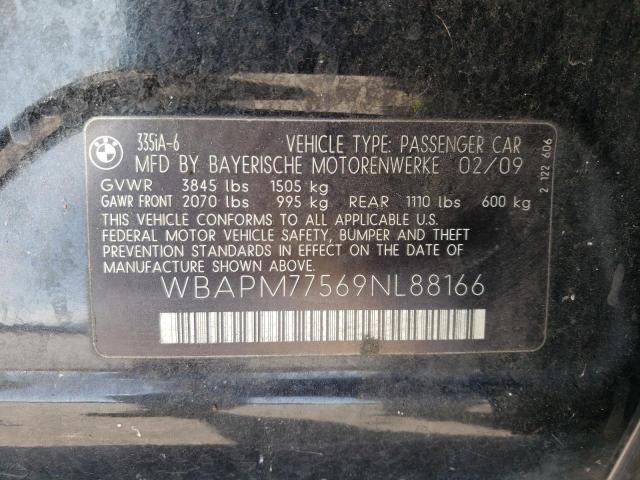 BMW
335iA-6 VEHICLE TYPE: PASSENGER CAR
MFD BY. BAYERISCHE MOTORENWERKE 02/09
GVWR 3845 lbs 1505 kg
GAWR FRONT 2070 lbs 995 kg REAR 1110 lbs 600 kg
THIS VEHICLE CONFORMS TO ALL APPLICABLE U.S.
FEDERAL MOTOR VEHICLE SAFETY, BUMPER AND THEFT
PREVENTION STANDARDS IN EFFECT ON THE DATE OF
MANUFACTURE SHOWN ABOVE.
WBAPM77569NL88166
2 122 606